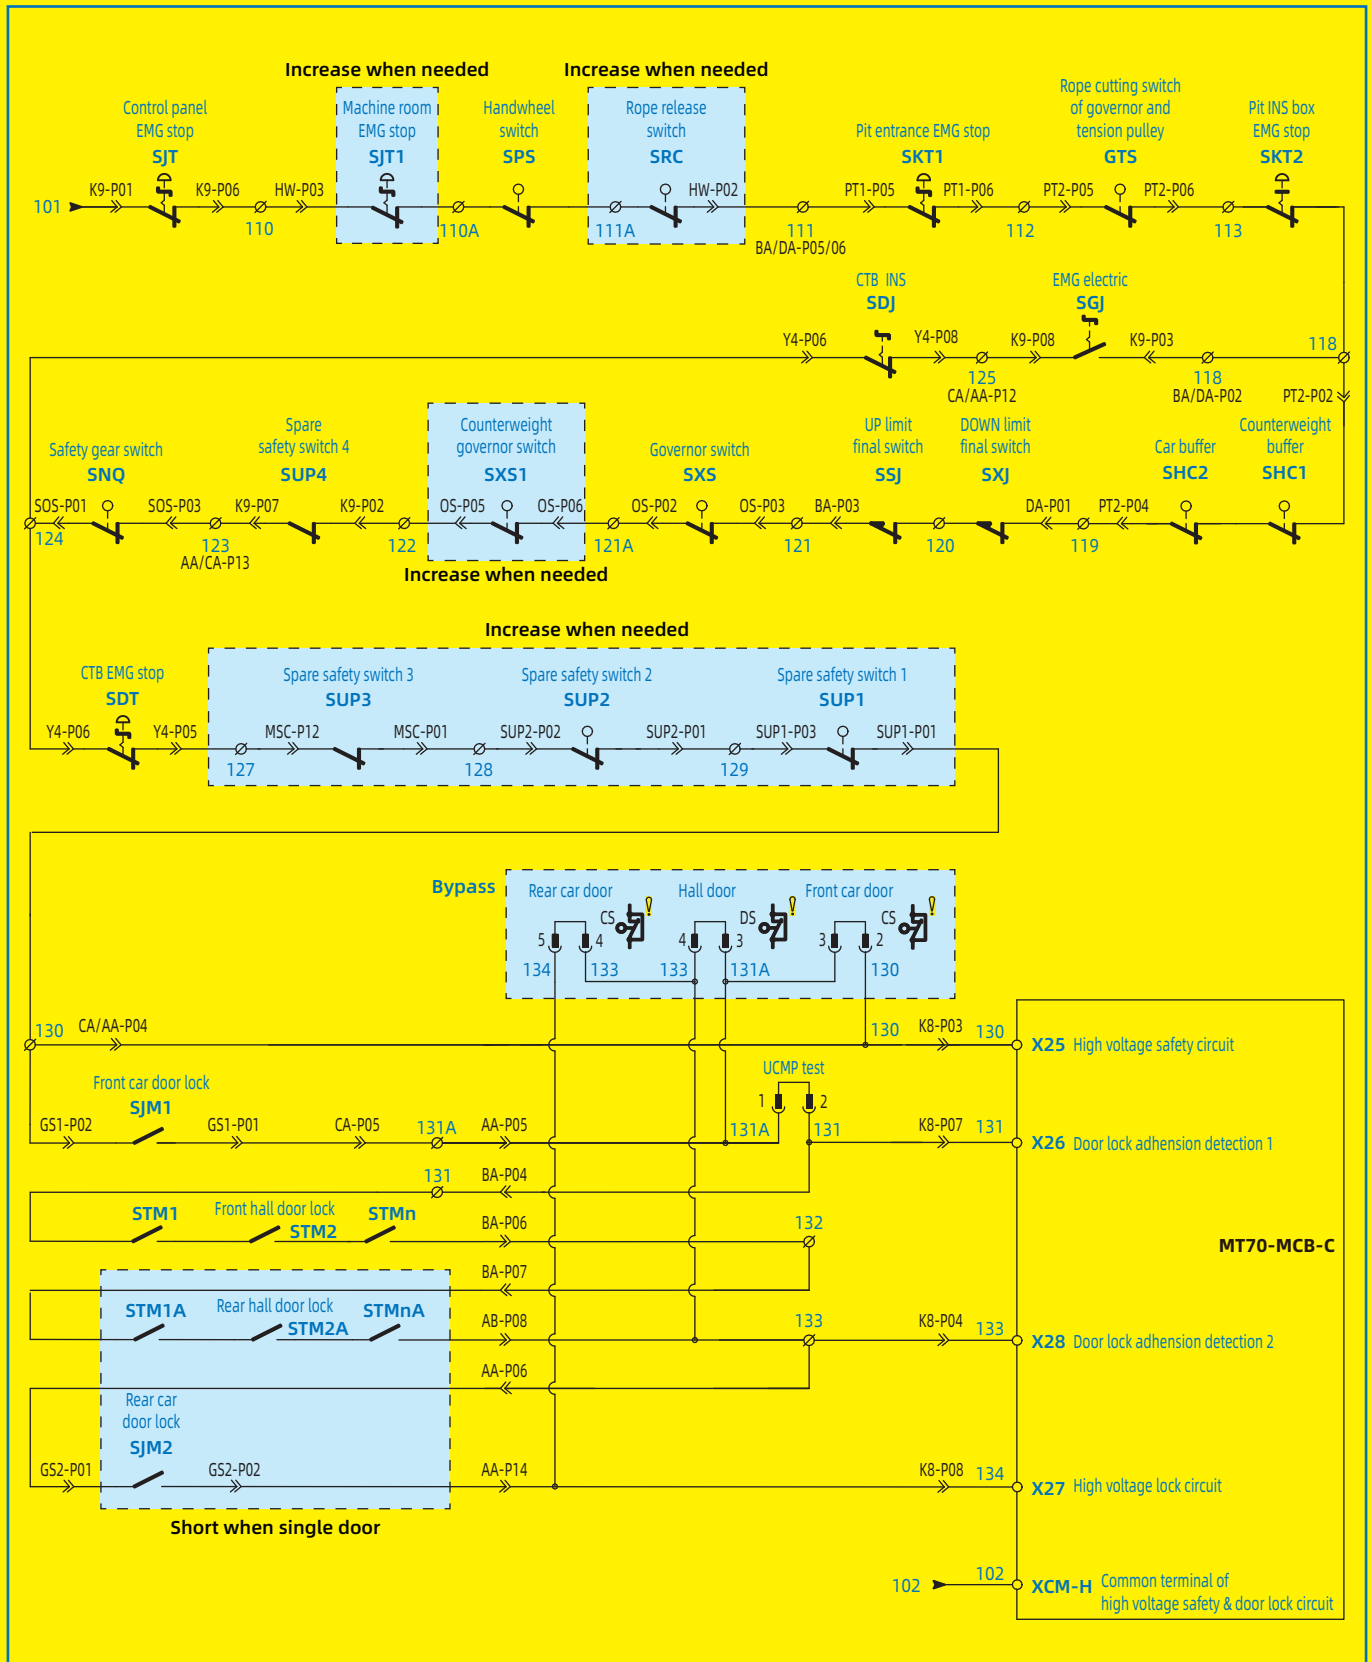 Increase when needed
Increase when needed
Control panel
EMG stop
SJT
Machine room
EMG stop
SJT1
Handwheel
switch
SPS
Rope release
switch
SRC
Pit entrance EMG stop
SKT1
Rope cutting switch
of governor and
tension pulley
GTS
Pit INS box
EMG stop
SKT2
101
K9-P01
K9-P06
110
HW-P03
110A
111A
HW-P02
111
BA/DA-P05/06
PT1-P05
PT1-P06
112
PT2-P05
PT2-P06
113
CTB INS
SDJ
EMG electric
SGJ
Y4-P06
Y4-P08
125
CA/AA-P12
K9-P08
K9-P03
118
BA/DA-P02
118
PT2-P02
Safety gear switch
SNQ
Spare
safety switch 4
SUP4
Counterweight
governor switch
SXS1
Governor switch
SXS
UP limit
final switch
SSJ
DOWN limit
final switch
SXJ
Car buffer
SHC2
Counterweight
buffer
SHC1
124
SOS-P01
SOS-P03
123
AA/CA-P13
K9-P07
K9-P02
122
OS-P05
OS-P06
121A
OS-P02
OS-P03
121
BA-P03
120
DA-P01
119
PT2-P04
Increase when needed
Increase when needed
CTB EMG stop
SDT
Spare safety switch 3
SUP3
Spare safety switch 2
SUP2
Spare safety switch 1
SUP1
Y4-P06
Y4-P05
127
MSC-P12
MSC-P01
128
SUP2-P02
SUP2-P01
129
SUP1-P03
SUP1-P01
Bypass
Rear car door
Hall door
Front car door
CS
DS
CS
5
4
4
3
3
2
134
133
133
131A
130
130
CA/AA-P04
130
K8-P03
130
X25 High voltage safety circuit
UCMP test
1
2
Front car door lock
SJM1
GS1-P02
GS1-P01
CA-P05
131A
AA-P05
131A
131
K8-P07
131
X26 Door lock adhension detection 1
131
BA-P04
STM1
Front hall door lock
STM2
STMn
BA-P06
132
MT70-MCB-C
BA-P07
STM1A
Rear hall door lock
STM2A
STMnA
AB-P08
133
K8-P04
133
X28 Door lock adhension detection 2
AA-P06
Rear car
door lock
SJM2
GS2-P01
GS2-P02
AA-P14
K8-P08
134
X27 High voltage lock circuit
Short when single door
102
102
XCM-H Common terminal of
high voltage safety & door lock circuit